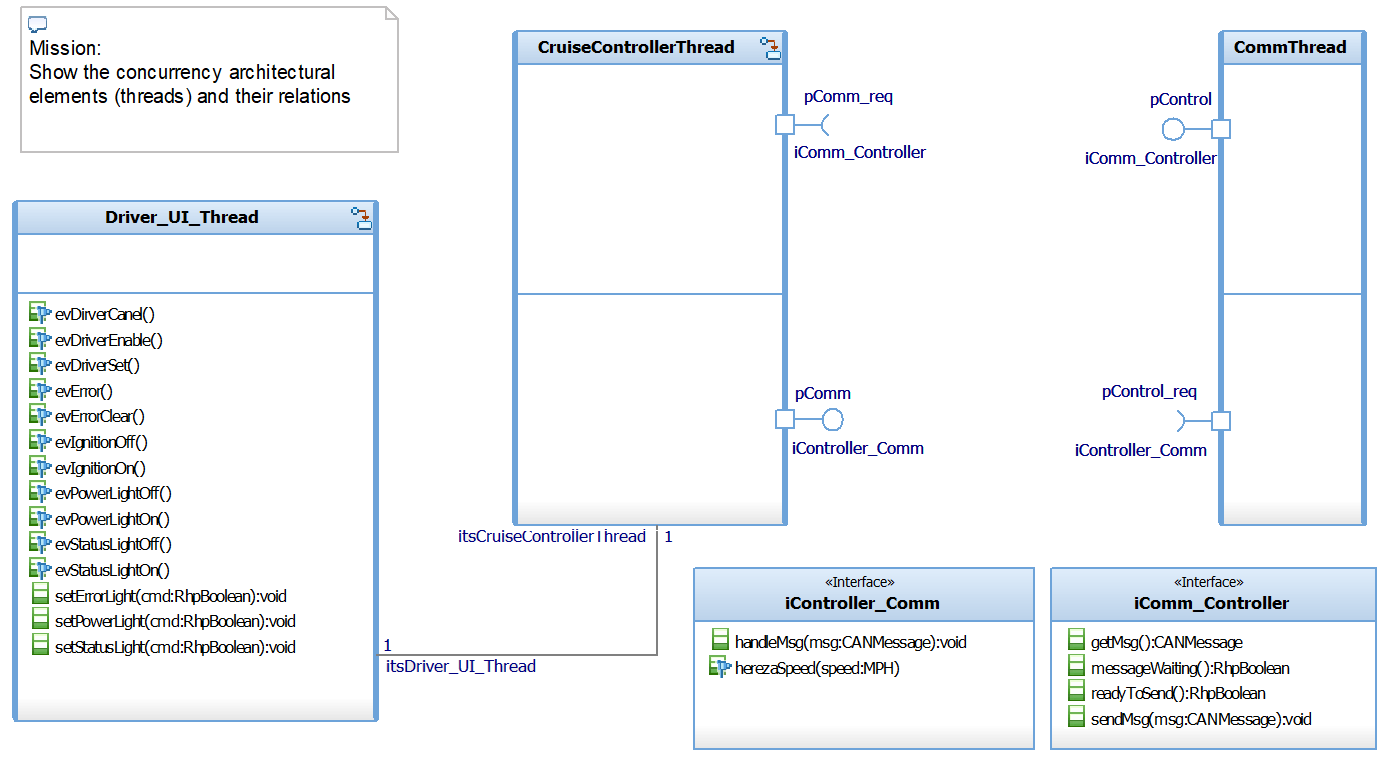 Mission:
Show the concurrency architectural
elements (threads) and their relations
CruiseControllerThread
CommThread
pComm_req
iComm_Controller
pControl
iComm_Controller
Driver_UI_Thread
evDirverCanel()
evDriverEnable()
evDriverSet()
evError()
evErrorClear()
evIgnitionOff()
evIgnitionOn()
evPowerLightOff()
evPowerLightOn()
evStatusLightOff()
evStatusLightOn()
setErrorLight(cmd:RhpBoolean):void
setPowerLight(cmd:RhpBoolean):void
setStatusLight(cmd:RhpBoolean):void
pComm
iController_Comm
pControl_req
iController_Comm
itsCruiseControllerThread 1
1
itsDriver_UI_Thread
«Interface»
iController_Comm
handleMsg(msg:CANMessage):void
herezaSpeed(speed:MPH)
«Interface»
iComm_Controller
getMsg():CANMessage
messageWaiting():RhpBoolean
readyToSend():RhpBoolean
sendMsg(msg:CANMessage):void